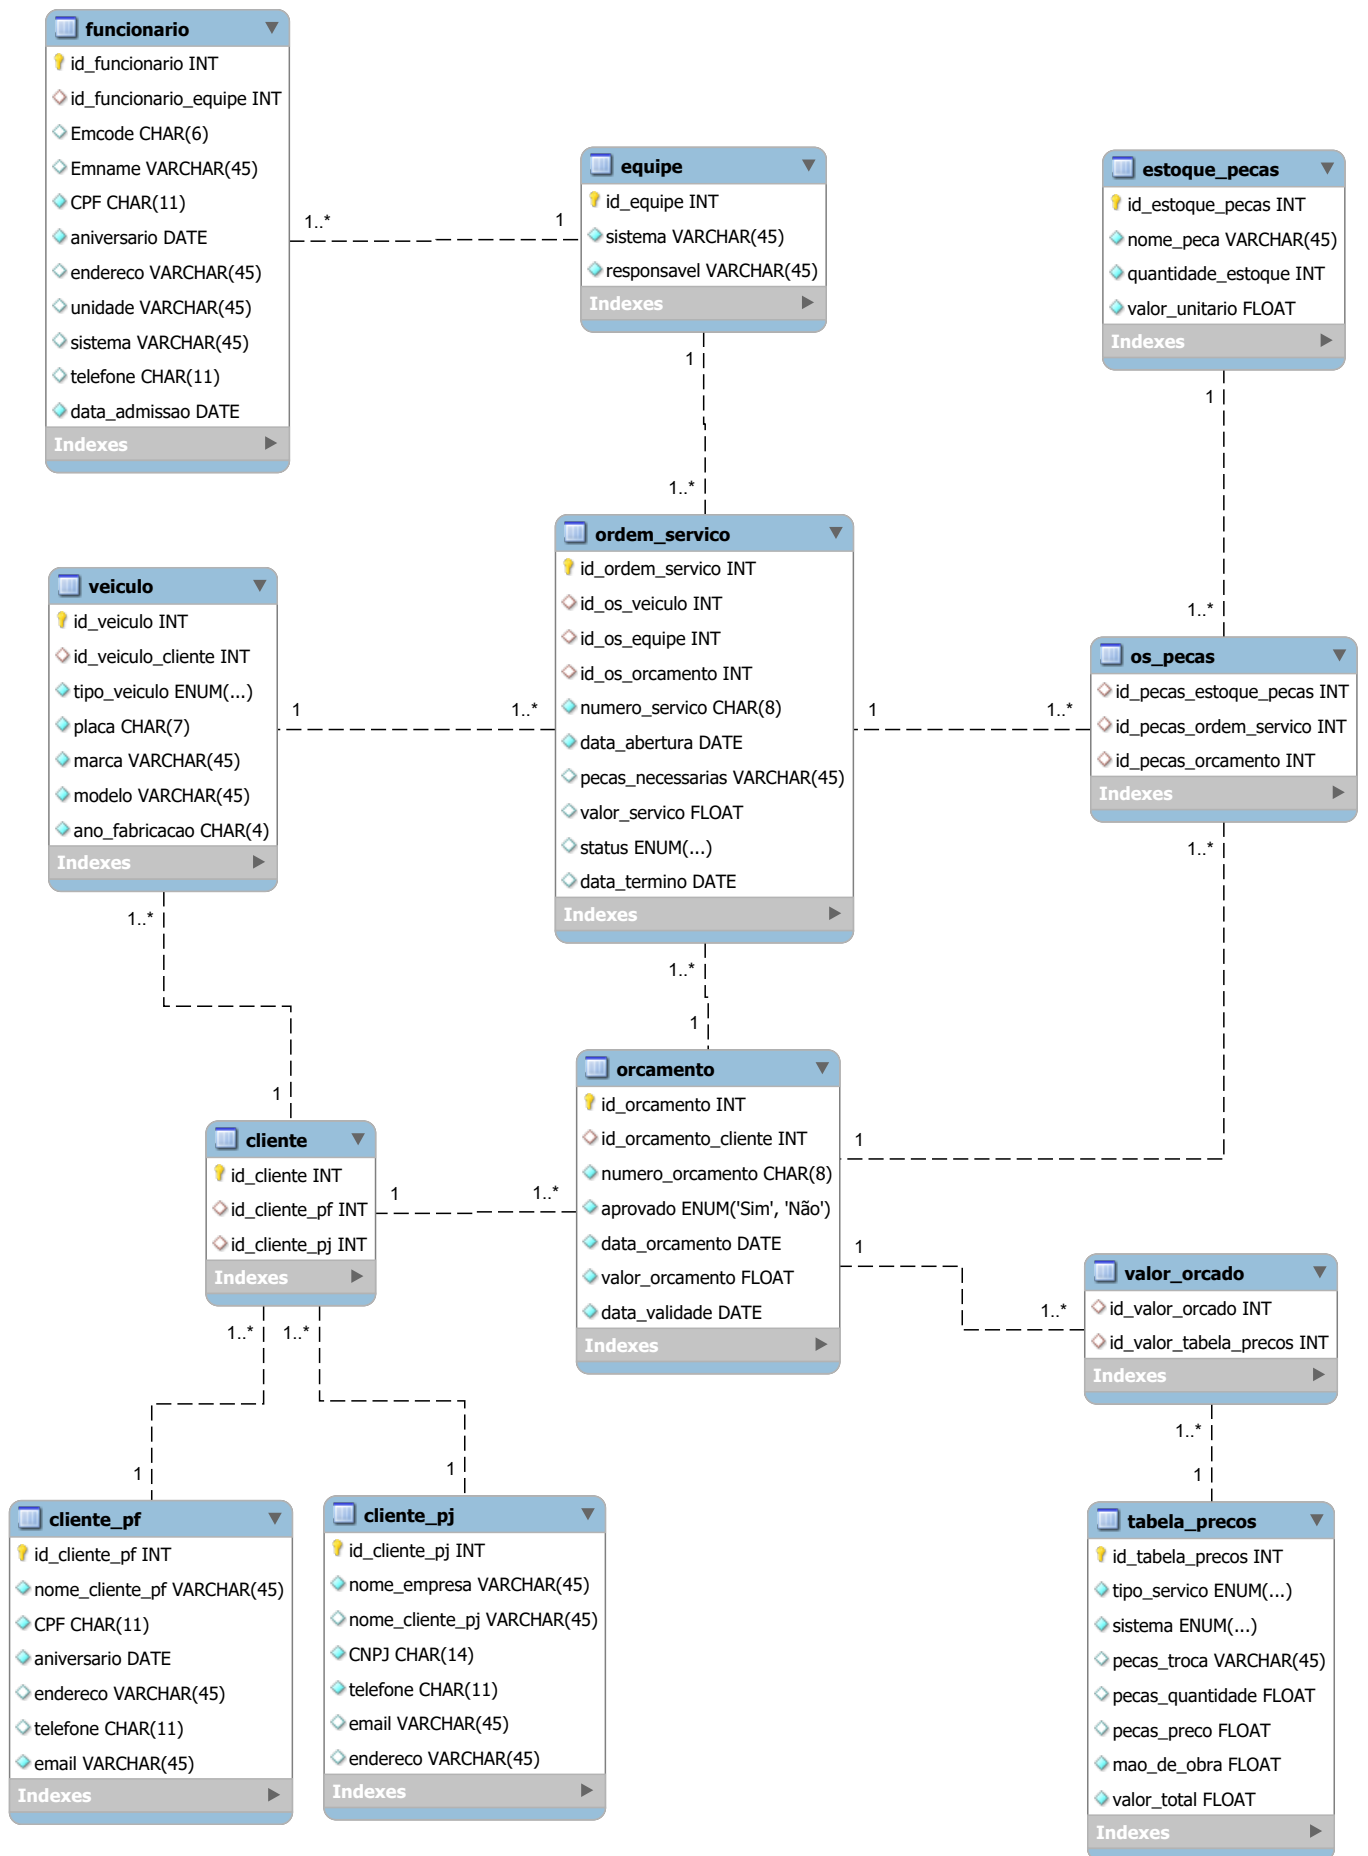 funcionario
id_funcionario INT
id_funcionario_equipe INT
Emcode CHAR(6)
Emname VARCHAR(45)
CPF CHAR(11)
aniversario DATE
endereco VARCHAR(45)
unidade VARCHAR(45)
sistema VARCHAR(45)
telefone CHAR(11)
data_admissao DATE
Indexes
1..*
1
equipe
id_equipe INT
sistema VARCHAR(45)
responsavel VARCHAR(45)
Indexes
1
1..*
estoque_pecas
id_estoque_pecas INT
nome_peca VARCHAR(45)
quantidade_estoque INT
valor_unitario FLOAT
Indexes
1
1..*
veiculo
id_veiculo INT
id_veiculo_cliente INT
tipo_veiculo ENUM(...)
placa CHAR(7)
marca VARCHAR(45)
modelo VARCHAR(45)
ano_fabricacao CHAR(4)
Indexes
1
1..*
1..*
1
ordem_servico
id_ordem_servico INT
id_os_veiculo INT
id_os_equipe INT
id_os_orcamento INT
numero_servico CHAR(8)
data_abertura DATE
pecas_necessarias VARCHAR(45)
valor_servico FLOAT
status ENUM(...)
data_termino DATE
Indexes
1
1..*
1..*
1
os_pecas
id_pecas_estoque_pecas INT
id_pecas_ordem_servico INT
id_pecas_orcamento INT
Indexes
1..*
1
cliente
id_cliente INT
id_cliente_pf INT
id_cliente_pj INT
Indexes
1
1..*
1..*
1..*
1
1
orcamento
id_orcamento INT
id_orcamento_cliente INT
numero_orcamento CHAR(8)
aprovado ENUM('Sim', 'Não')
data_orcamento DATE
valor_orcamento FLOAT
data_validade DATE
Indexes
1
1..*
valor_orcado
id_valor_orcado INT
id_valor_tabela_precos INT
Indexes
1..*
1
cliente_pf
id_cliente_pf INT
nome_cliente_pf VARCHAR(45)
CPF CHAR(11)
aniversario DATE
endereco VARCHAR(45)
telefone CHAR(11)
email VARCHAR(45)
Indexes
cliente_pj
id_cliente_pj INT
nome_empresa VARCHAR(45)
nome_cliente_pj VARCHAR(45)
CNPJ CHAR(14)
telefone CHAR(11)
email VARCHAR(45)
endereco VARCHAR(45)
Indexes
tabela_precos
id_tabela_precos INT
tipo_servico ENUM(...)
sistema ENUM(...)
pecas_troca VARCHAR(45)
pecas_quantidade FLOAT
pecas_preco FLOAT
mao_de_obra FLOAT
valor_total FLOAT
Indexes